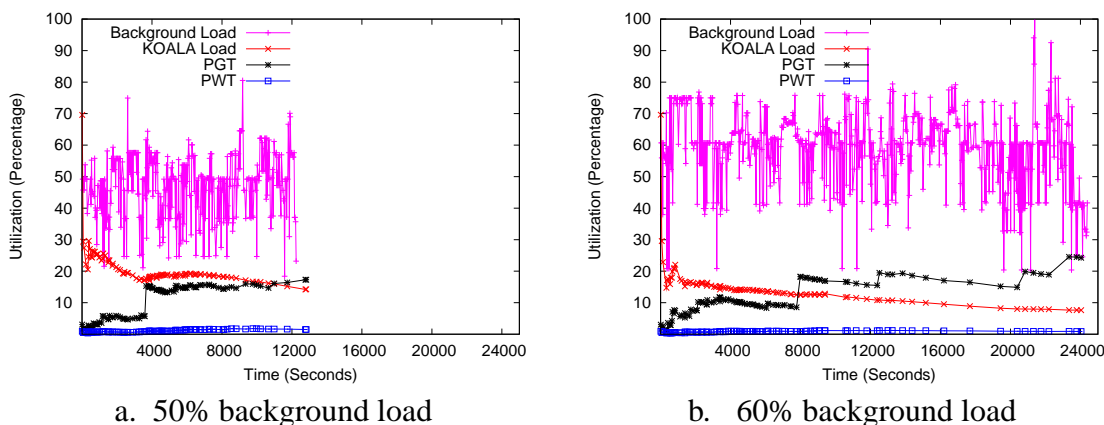 100
90
80
70
60
50
40
30
20
10
Utilization (Percentage)
Background Load
KOALA Load
PGT
PWT
4000 8000 12000 16000 20000 24000
Time (Seconds)
a. 50% background load
100
90
80
70
60
50
40
30
20
10
Utilization (Percentage)
Background Load
KOALA Load
PGT
PWT
4000 8000 12000 16000 20000 24000
Time (Seconds)
b. 60% background load